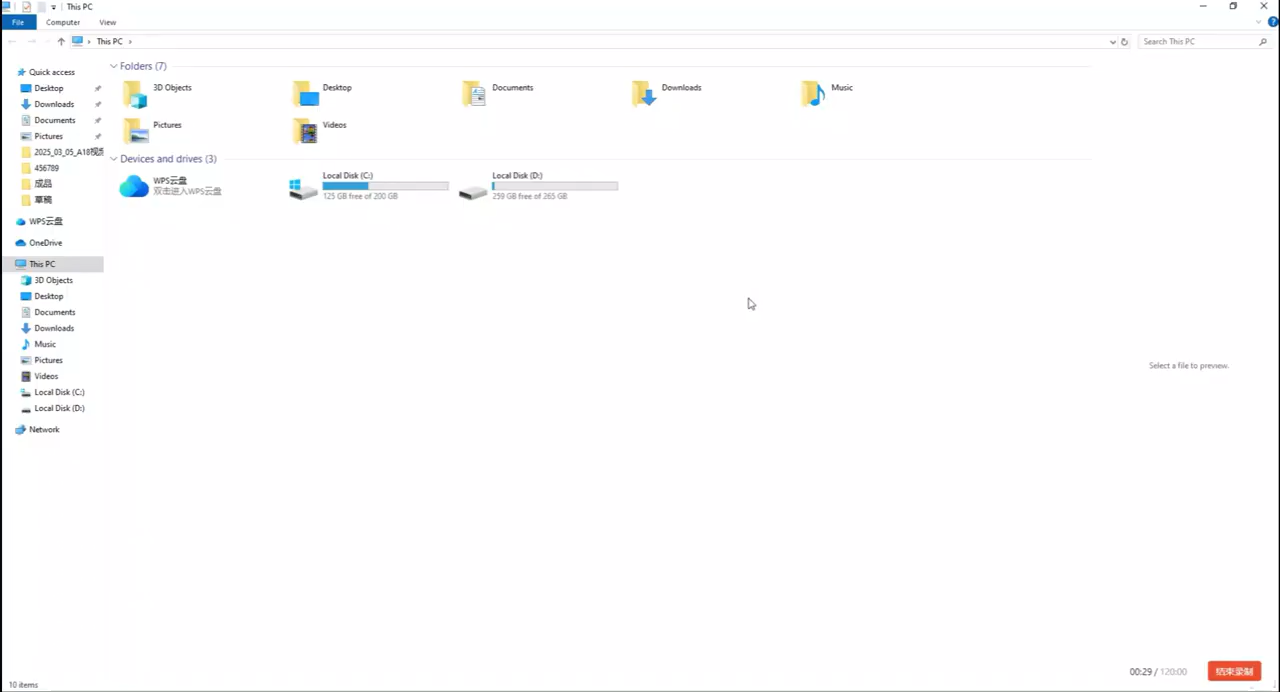 This PC
File Computer View
This PC
Search This PC
Quick access
Desktop
Downloads
Documents
Pictures
2025_03_05_A18视频
456789
成品
草稿
WPS云盘
OneDrive
This PC
3D Objects
Desktop
Documents
Downloads
Music
Pictures
Videos
Local Disk (C:)
Local Disk (D:)
Network
Folders (7)
3D Objects
Desktop
Documents
Downloads
Music
Pictures
Videos
Devices and drives (3)
WPS云盘
双击进入WPS云盘
Local Disk (C:)
125 GB free of 200 GB
Local Disk (D:)
259 GB free of 265 GB
Select a file to preview.
00:29 / 120:00
结束录制
10 items